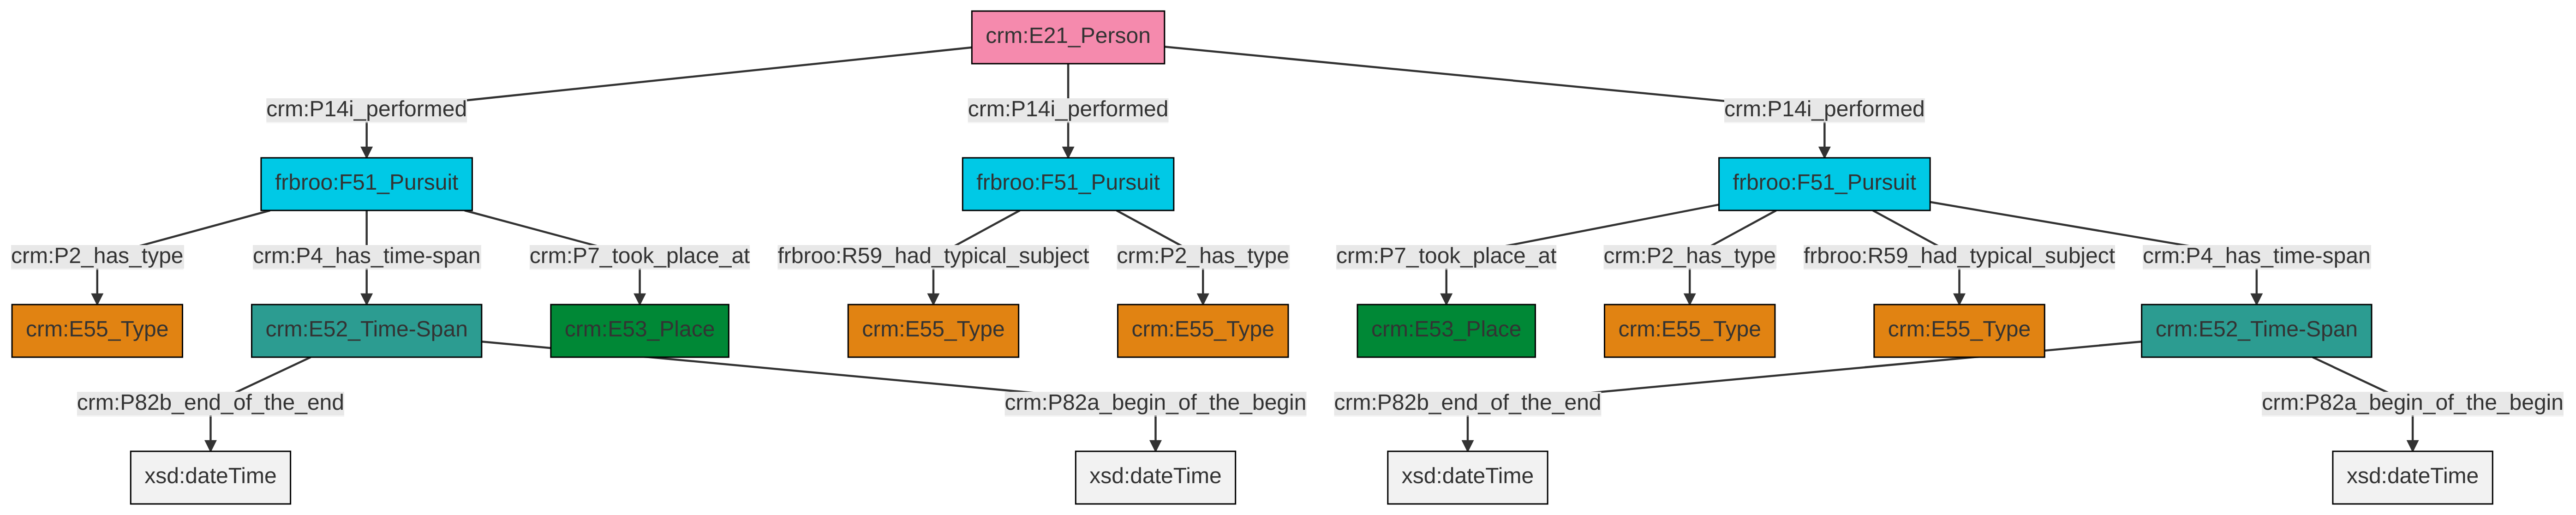 crm:E21_Person
crm:P14i_performed crm:P14i_performed crm:P14i_performed
frbroo:F51_Pursuit frbroo:F51_Pursuit frbroo:F51_Pursuit
crm:P2_has_type crm:P4_has_time-span crm:P7_took_place_at frbroo:R59_had_typical_subject crm:P2_has_type crm:P7_took_place_at crm:P2_has_type frbroo:R59_had_typical_subject crm:P4_has_time-span
crm:E55_Type crm:E52_Time-Span crm:E53_Place crm:E55_Type crm:E55_Type crm:E53_Place crm:E55_Type crm:E55_Type crm:E52_Time-Span
crm:P82b_end_of_the_end crm:P82a_begin_of_the_begin crm:P82b_end_of_the_end crm:P82a_begin_of_the_begin
xsd:dateTime xsd:dateTime xsd:dateTime xsd:dateTime